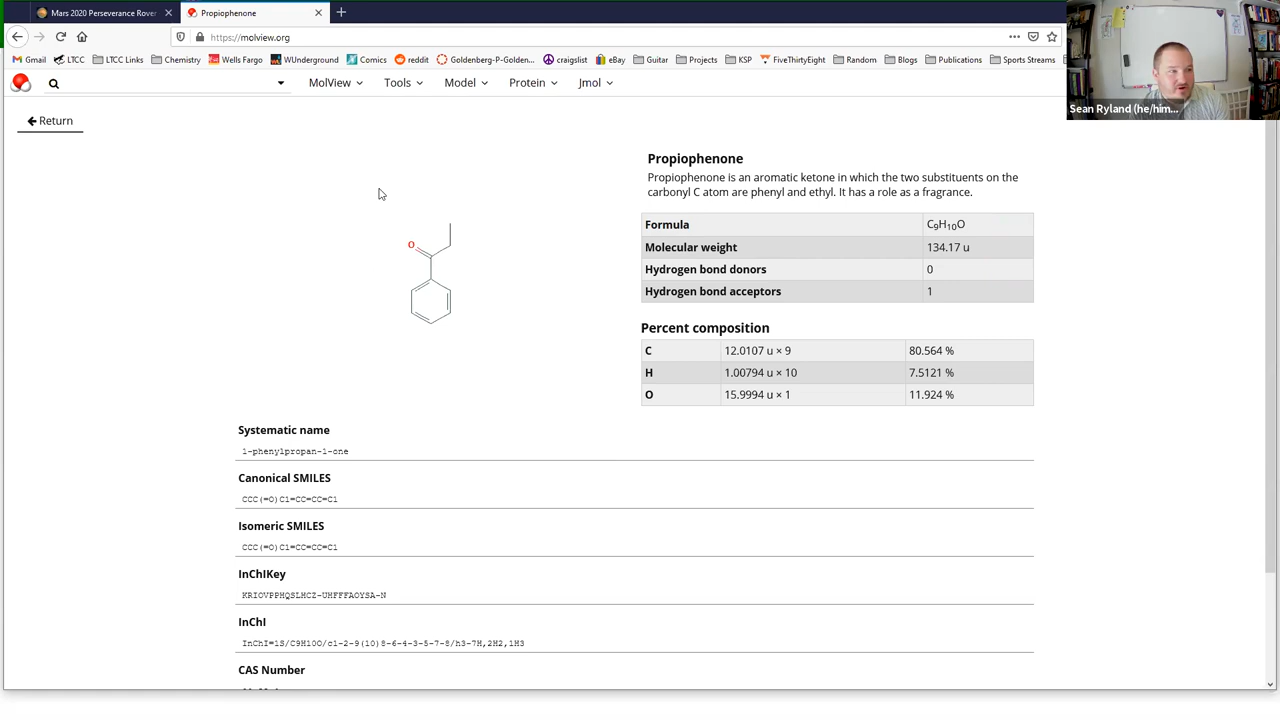 Mars 2020 Perseverance Rover
Propiophenone
https://molview.org
Gmail LTCC LTCC Links Chemistry Wells Fargo WUnderground Comics reddit Goldenberg-P-Golden... craigslist eBay Guitar Projects KSP FiveThirtyEight Random Blogs Publications Sports Streams
MolView Tools Model Protein Jmol
Sean Ryland (he/him...
Return
O
Propiophenone
Propiophenone is an aromatic ketone in which the two substituents on the
carbonyl C atom are phenyl and ethyl. It has a role as a fragrance.
Formula C₉H₁₀O
Molecular weight 134.17 u
Hydrogen bond donors 0
Hydrogen bond acceptors 1
Percent composition
C 12.0107 u × 9 80.564 %
H 1.00794 u × 10 7.5121 %
O 15.9994 u × 1 11.924 %
Systematic name
1-phenylpropan-1-one
Canonical SMILES
CCC(=O)C1=CC=CC=C1
Isomeric SMILES
CCC(=O)C1=CC=CC=C1
InChIKey
KRIOVPPHQSLHCZ-UHFFFAOYSA-N
InChI
InChI=1S/C9H10O/c1-2-9(10)8-6-4-3-5-7-8/h3-7H,2H2,1H3
CAS Number